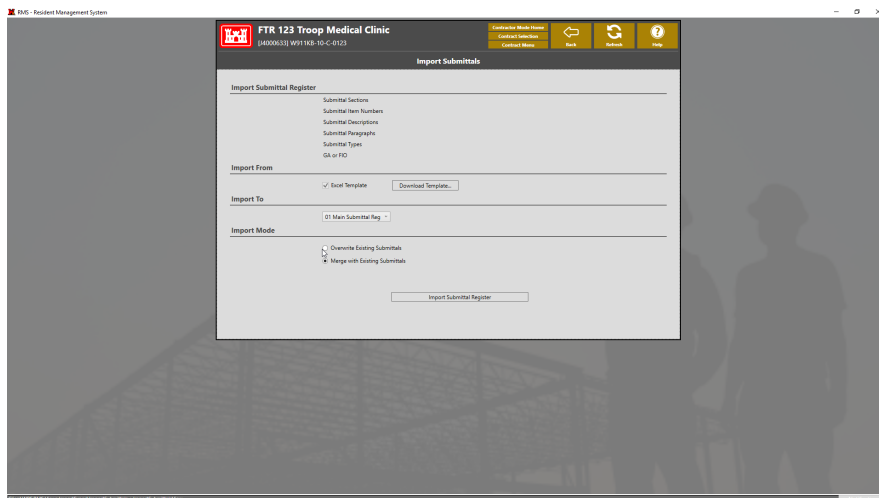 RMS - Resident Management System
FTR 123 Troop Medical Clinic
[J4000633] W911KB-10-C-0123
Contractor Mode Home
Contract Selection
Contract Menu
Back
Refresh
Help
Import Submittals
Import Submittal Register
Submittal Sections
Submittal Item Numbers
Submittal Descriptions
Submittal Paragraphs
Submittal Types
GA or FIO
Import From
Excel Template
Download Template...
Import To
01 Main Submittal Reg
Import Mode
Overwrite Existing Submittals
Merge with Existing Submittals
Import Submittal Register